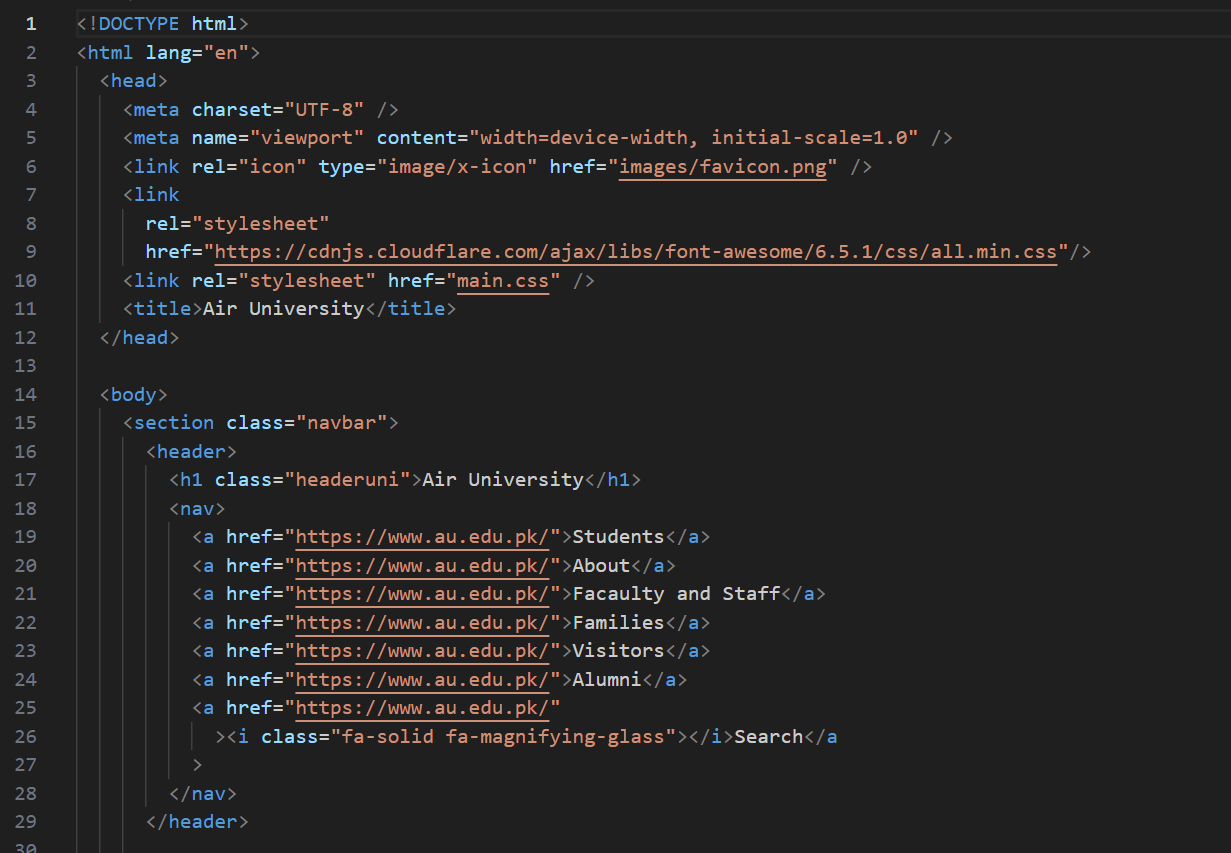 1 <!DOCTYPE html>
2 <html lang="en">
3   <head>
4     <meta charset="UTF-8" />
5     <meta name="viewport" content="width=device-width, initial-scale=1.0" />
6     <link rel="icon" type="image/x-icon" href="images/favicon.png" />
7     <link
8       rel="stylesheet"
9       href="https://cdnjs.cloudflare.com/ajax/libs/font-awesome/6.5.1/css/all.min.css"/>
10     <link rel="stylesheet" href="main.css" />
11     <title>Air University</title>
12   </head>
13
14   <body>
15     <section class="navbar">
16       <header>
17         <h1 class="headeruni">Air University</h1>
18         <nav>
19           <a href="https://www.au.edu.pk/">Students</a>
20           <a href="https://www.au.edu.pk/">About</a>
21           <a href="https://www.au.edu.pk/">Facaulty and Staff</a>
22           <a href="https://www.au.edu.pk/">Families</a>
23           <a href="https://www.au.edu.pk/">Visitors</a>
24           <a href="https://www.au.edu.pk/">Alumni</a>
25           <a href="https://www.au.edu.pk/"
26             ><i class="fa-solid fa-magnifying-glass"></i>Search</a
27           >
28         </nav>
29       </header>
30